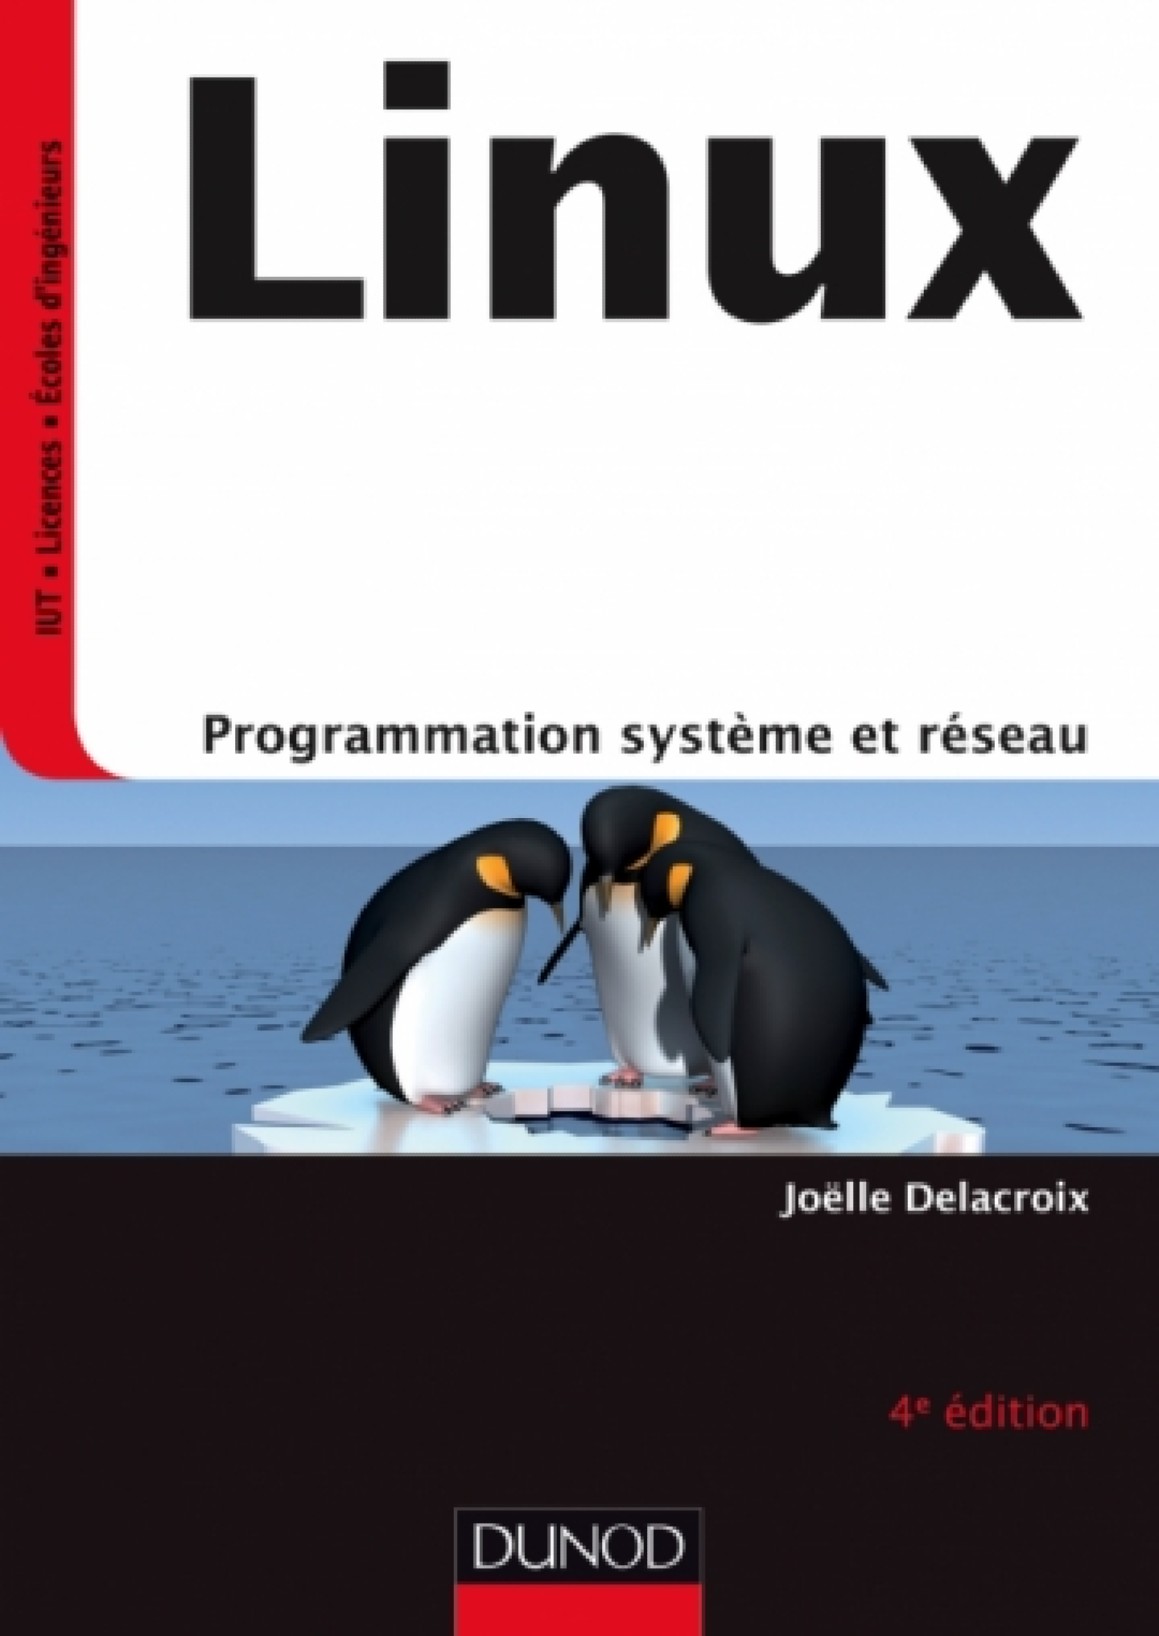 Linux
IUT ▪ Licences ▪ Écoles d'ingénieurs
Programmation système et réseau
Joëlle Delacroix
4e édition
DUNOD